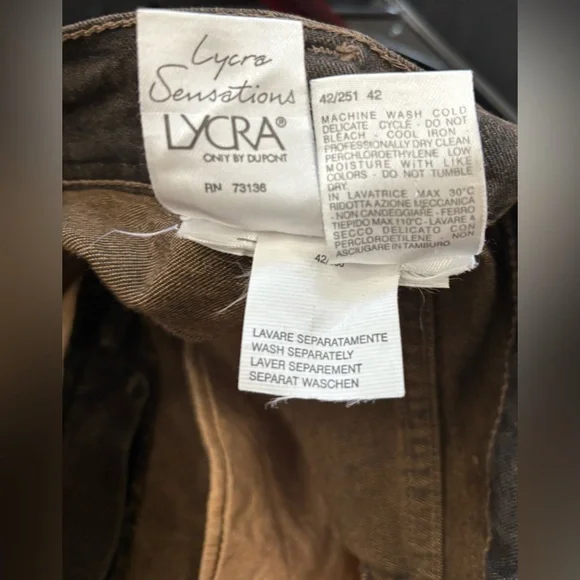 Lycra
Sensations
LYCRA®
ONLY BY DUPONT
RN 73136
42/251 42
MACHINE WASH COLD
DELICATE CYCLE - DO NOT
BLEACH - COOL IRON -
PROFESSIONALLY DRY CLEAN
PERCHLOROETHYLENE LOW
MOISTURE WITH LIKE
COLORS - DO NOT TUMBLE
DRY.
IN LAVATRICE MAX 30°C
RIDOTTA AZIONE MECCANICA
- NON CANDEGGIARE - FERRO
TIEPIDO MAX 110°C - LAVARE A
SECCO DELICATO CON
PERCLOROETILENE - NON
ASCIUGARE IN TAMBURO
42/
LAVARE SEPARATAMENTE
WASH SEPARATELY
LAVER SEPAREMENT
SEPARAT WASCHEN